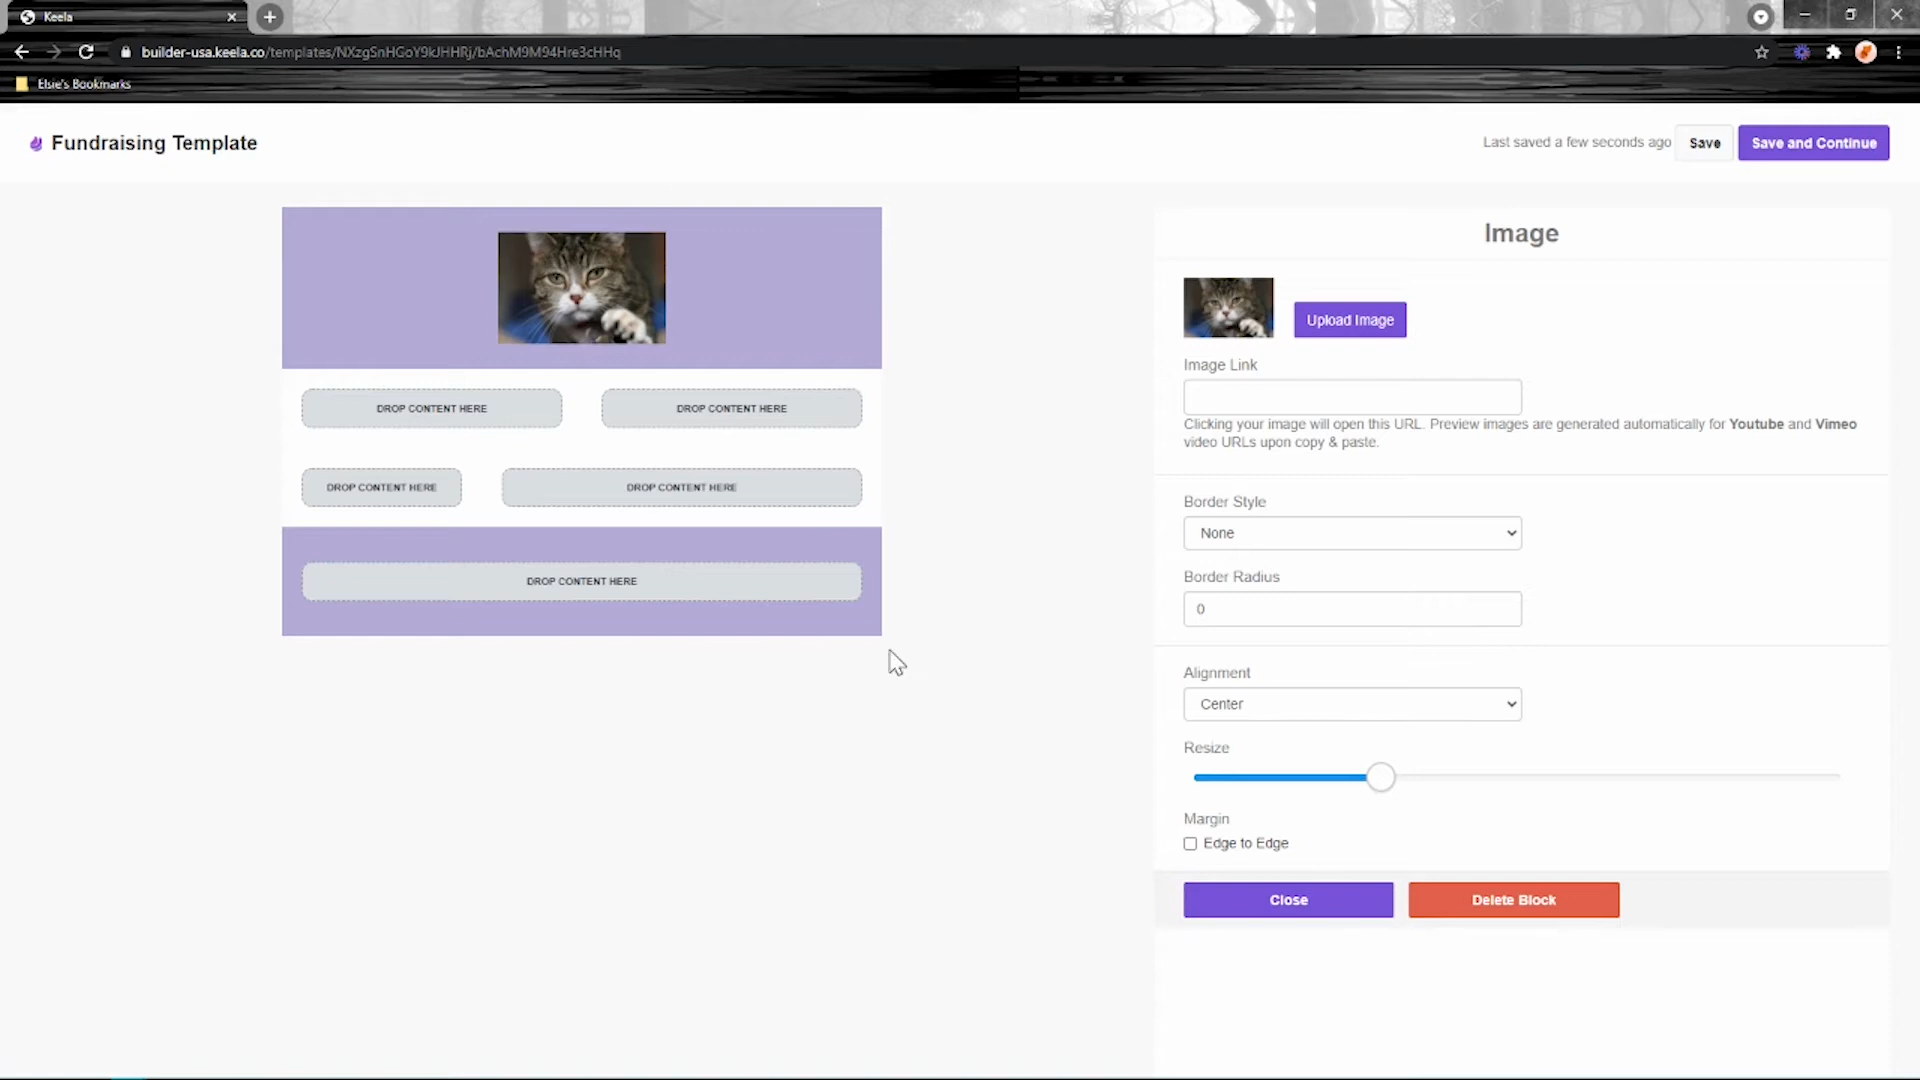 Keela
builder-usa.keela.co/templates/NXzgSnHGoY9kJHHRj/bAchM9M94Hre3cHHq
Elsie's Bookmarks
Fundraising Template
Last saved a few seconds ago
Save
Save and Continue
DROP CONTENT HERE
DROP CONTENT HERE
DROP CONTENT HERE
DROP CONTENT HERE
DROP CONTENT HERE
Image
Upload Image
Image Link
Clicking your image will open this URL. Preview images are generated automatically for Youtube and Vimeo
video URLs upon copy & paste.
Border Style
None
Border Radius
0
Alignment
Center
Resize
Margin
Edge to Edge
Close
Delete Block